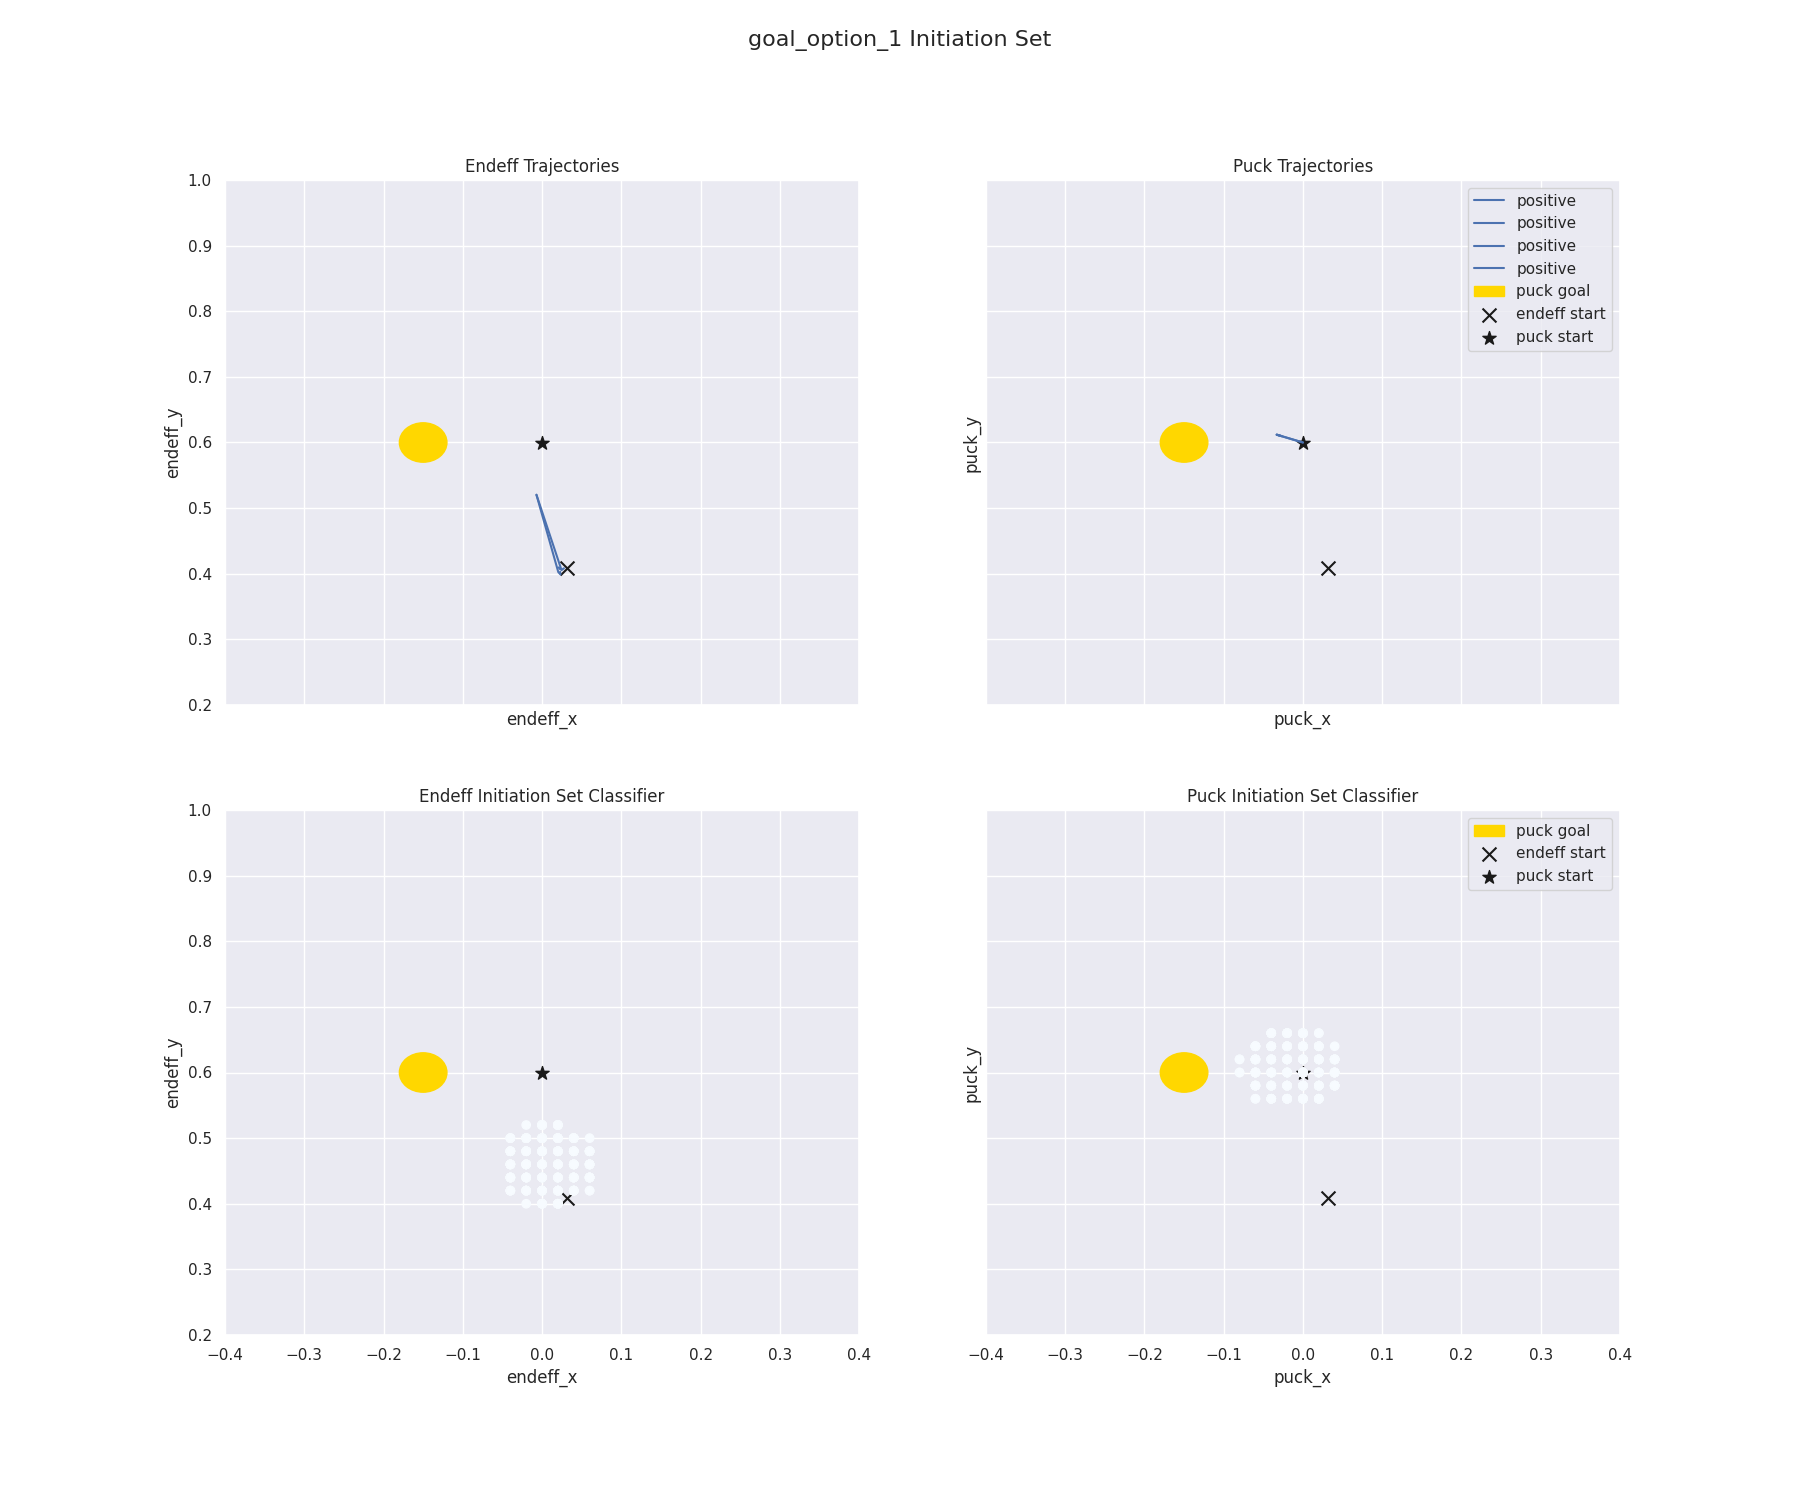 goal_option_1 Initiation Set
Endeff Trajectories
1.0
0.9
0.8
0.7
0.6
0.5
0.4
0.3
0.2
endeff_y
endeff_x
Puck Trajectories
positive
positive
positive
positive
puck goal
endeff start
puck start
puck_y
puck_x
Endeff Initiation Set Classifier
1.0
0.9
0.8
0.7
0.6
0.5
0.4
0.3
0.2
endeff_y
−0.4 −0.3 −0.2 −0.1 0.0 0.1 0.2 0.3 0.4
endeff_x
Puck Initiation Set Classifier
puck goal
endeff start
puck start
puck_y
−0.4 −0.3 −0.2 −0.1 0.0 0.1 0.2 0.3 0.4
puck_x